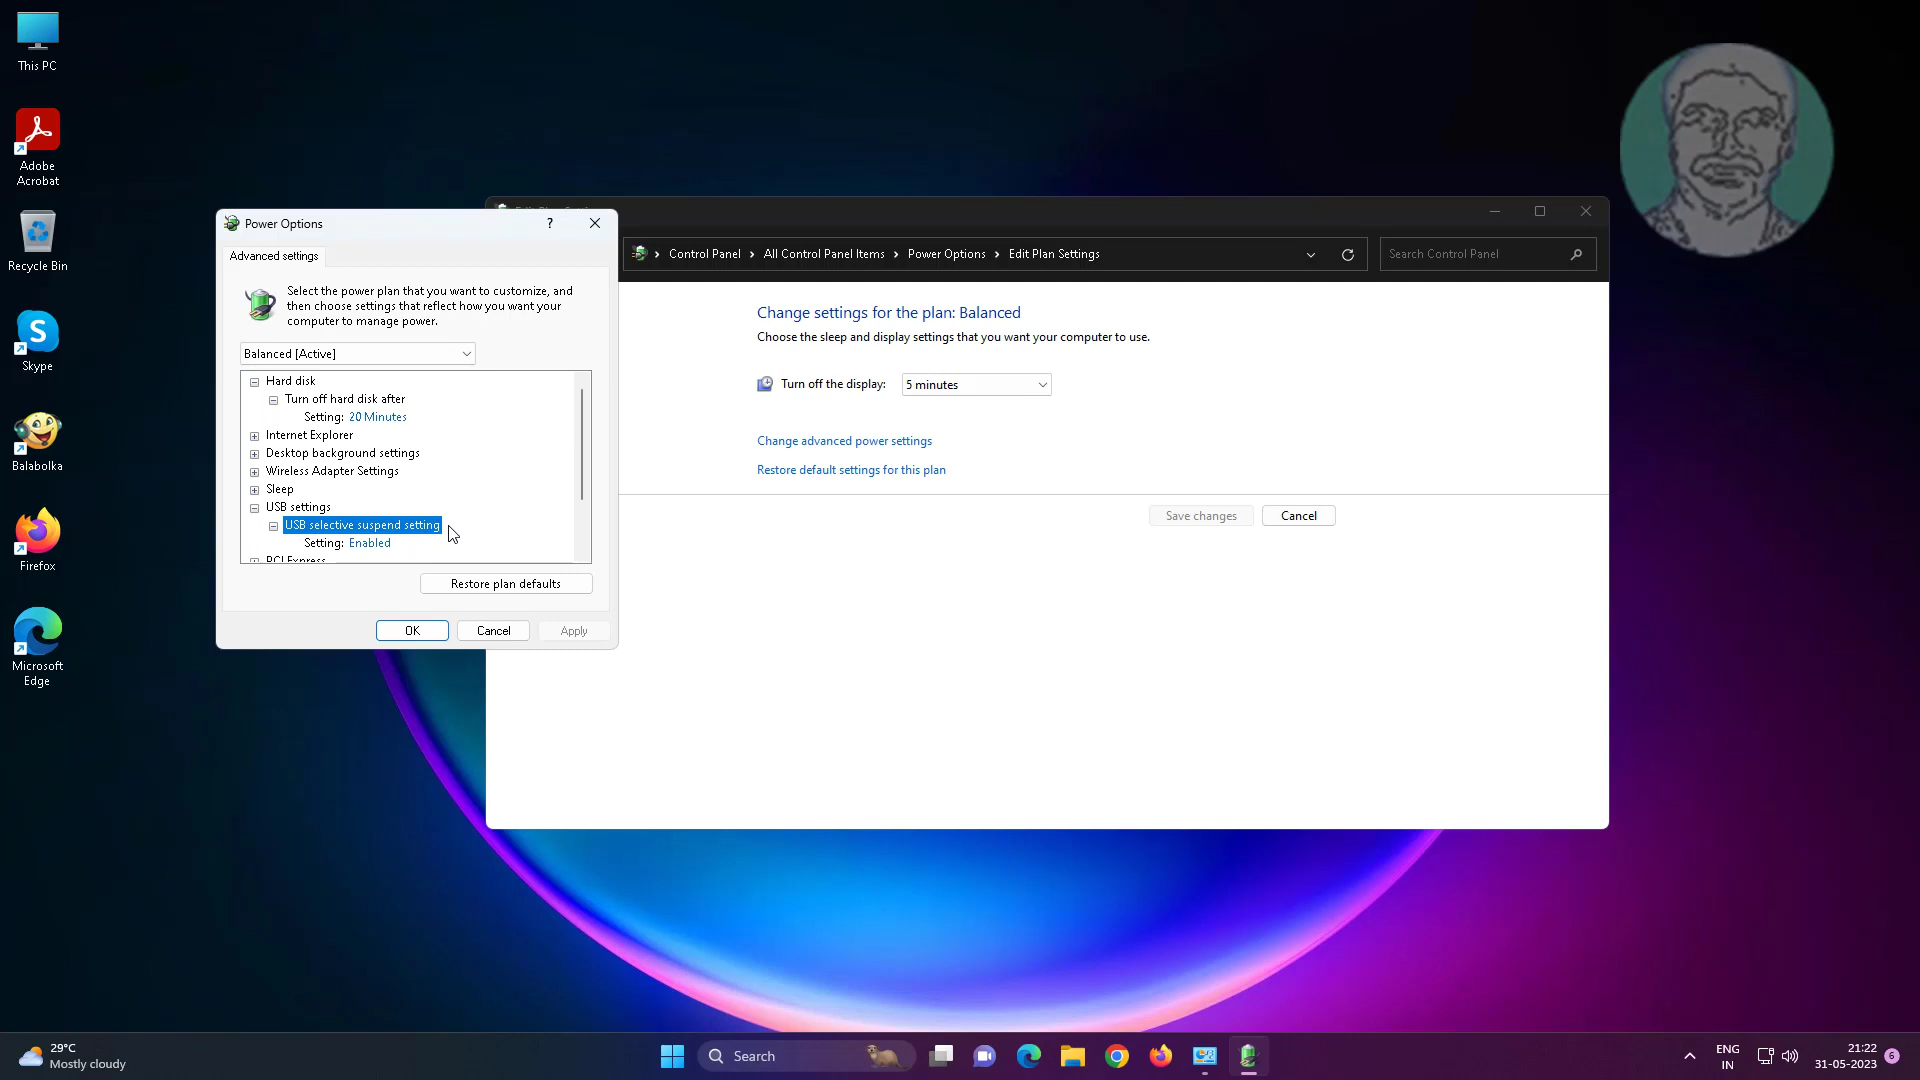 This PC
Adobe
Acrobat
Recycle Bin
Skype
Balabolka
Firefox
Microsoft
Edge
Power Options
Advanced settings
Select the power plan that you want to customize, and
then choose settings that reflect how you want your
computer to manage power.
Balanced [Active]
Hard disk
Turn off hard disk after
Setting: 20 Minutes
Internet Explorer
Desktop background settings
Wireless Adapter Settings
Sleep
USB settings
USB selective suspend setting
Setting: Enabled
PCI Express
Restore plan defaults
OK
Cancel
Apply
Control Panel > All Control Panel Items > Power Options > Edit Plan Settings
Search Control Panel
Change settings for the plan: Balanced
Choose the sleep and display settings that you want your computer to use.
Turn off the display: 5 minutes
Change advanced power settings
Restore default settings for this plan
Save changes
Cancel
29°C
Mostly cloudy
Search
ENG
IN
21:22
31-05-2023
6